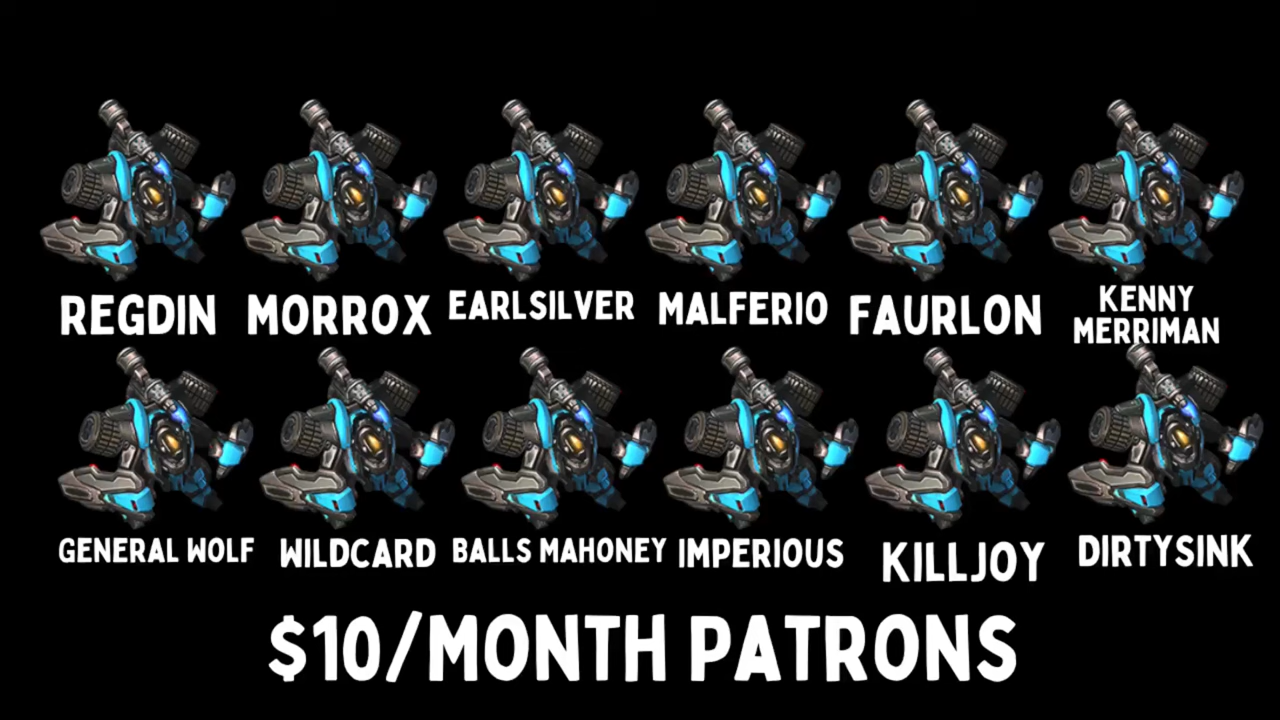 REGDIN MORROX EARLSILVER MALFERIO FAURLON KENNY
MERRIMAN
GENERAL WOLF WILDCARD BALLS MAHONEY IMPERIOUS KILLJOY DIRTYSINK
$10/MONTH PATRONS